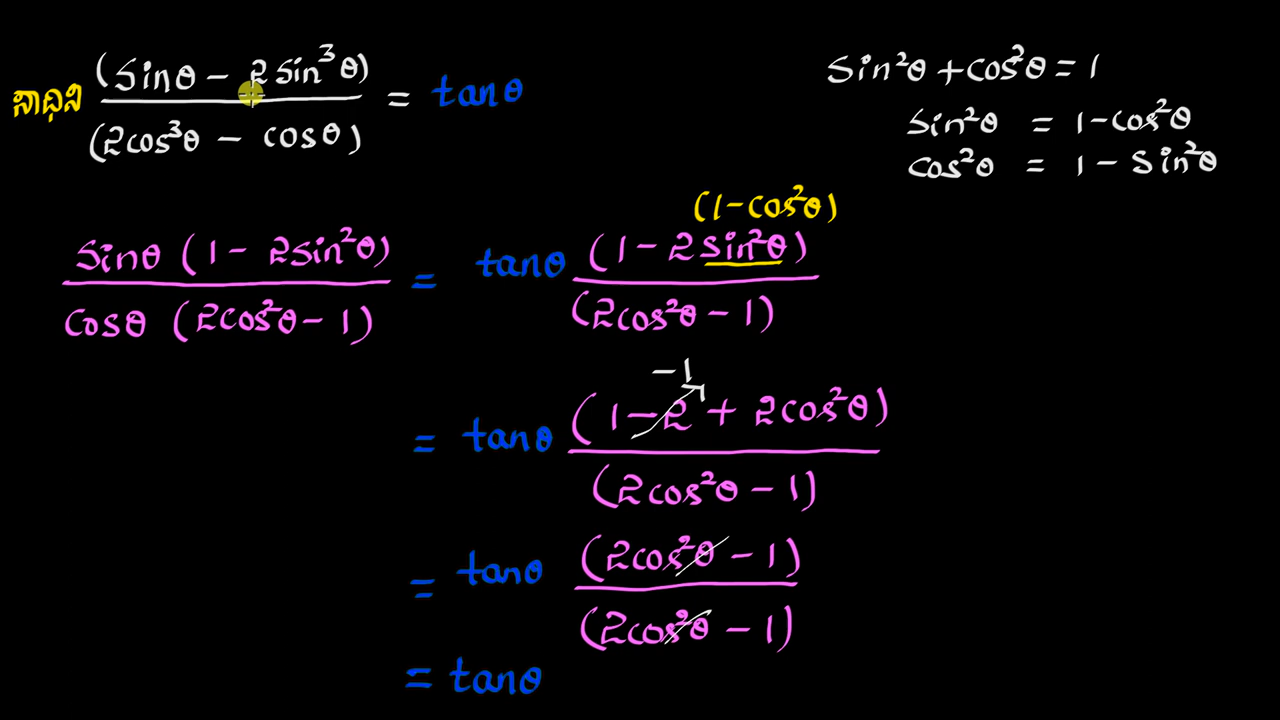 ಸಾಧಿಸಿ (sinθ - 2sin³θ) / (2cos³θ - cosθ) = tanθ
sin²θ + cos²θ = 1
sin²θ = 1 - cos²θ
cos²θ = 1 - sin²θ
(1 - cos²θ)
sinθ (1 - 2sin²θ) / cosθ (2cos²θ - 1) = tanθ (1 - 2sin²θ) / (2cos²θ - 1)
-1
= tanθ (1 - 2 + 2cos²θ) / (2cos²θ - 1)
= tanθ (2cos²θ - 1) / (2cos²θ - 1)
= tanθ